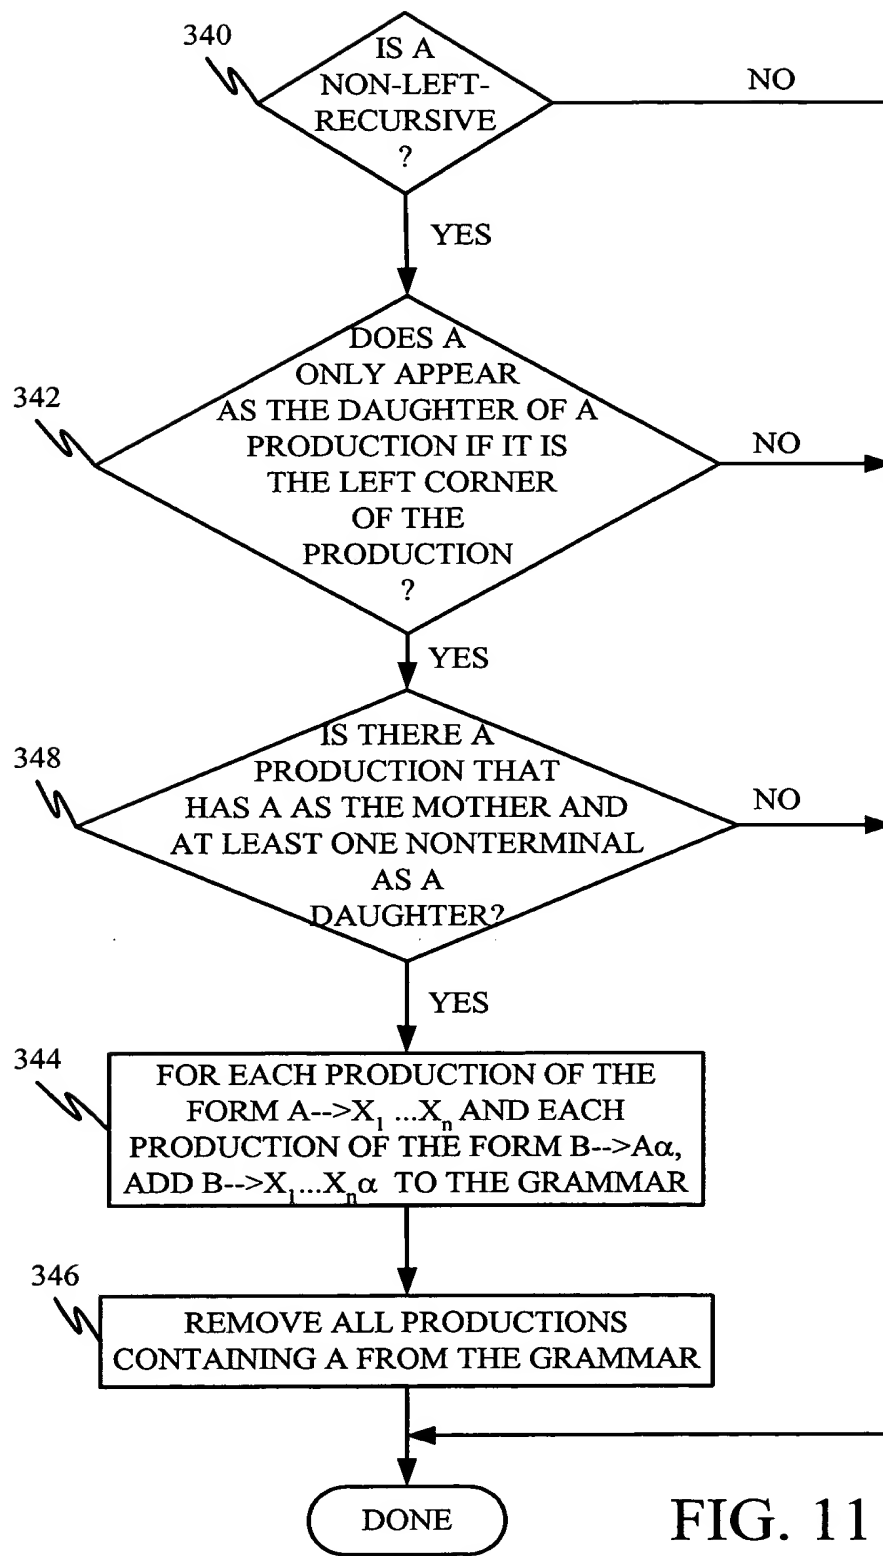 340
IS A
NON-LEFT-
RECURSIVE
?
NO
YES
342
DOES A
ONLY APPEAR
AS THE DAUGHTER OF A
PRODUCTION IF IT IS
THE LEFT CORNER
OF THE
PRODUCTION
?
NO
YES
348
IS THERE A
PRODUCTION THAT
HAS A AS THE MOTHER AND
AT LEAST ONE NONTERMINAL
AS A
DAUGHTER?
NO
YES
344
FOR EACH PRODUCTION OF THE
FORM A-->X₁ ...Xₙ AND EACH
PRODUCTION OF THE FORM B-->Aα,
ADD B-->X₁...Xₙα TO THE GRAMMAR
346
REMOVE ALL PRODUCTIONS
CONTAINING A FROM THE GRAMMAR
DONE
FIG. 11